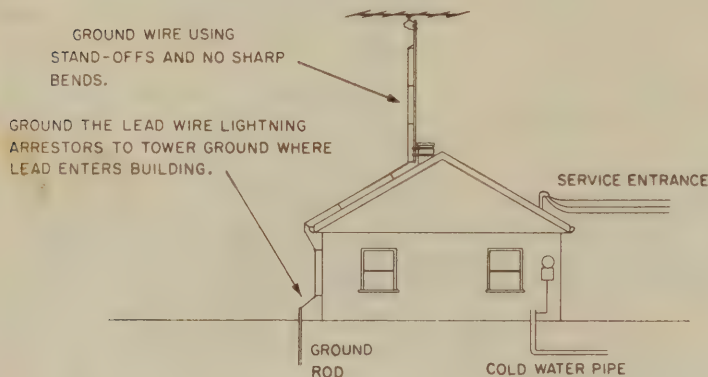 GROUND WIRE USING
STAND-OFFS AND NO SHARP
BENDS.
GROUND THE LEAD WIRE LIGHTNING
ARRESTORS TO TOWER GROUND WHERE
LEAD ENTERS BUILDING.
SERVICE ENTRANCE
GROUND
ROD
COLD WATER PIPE